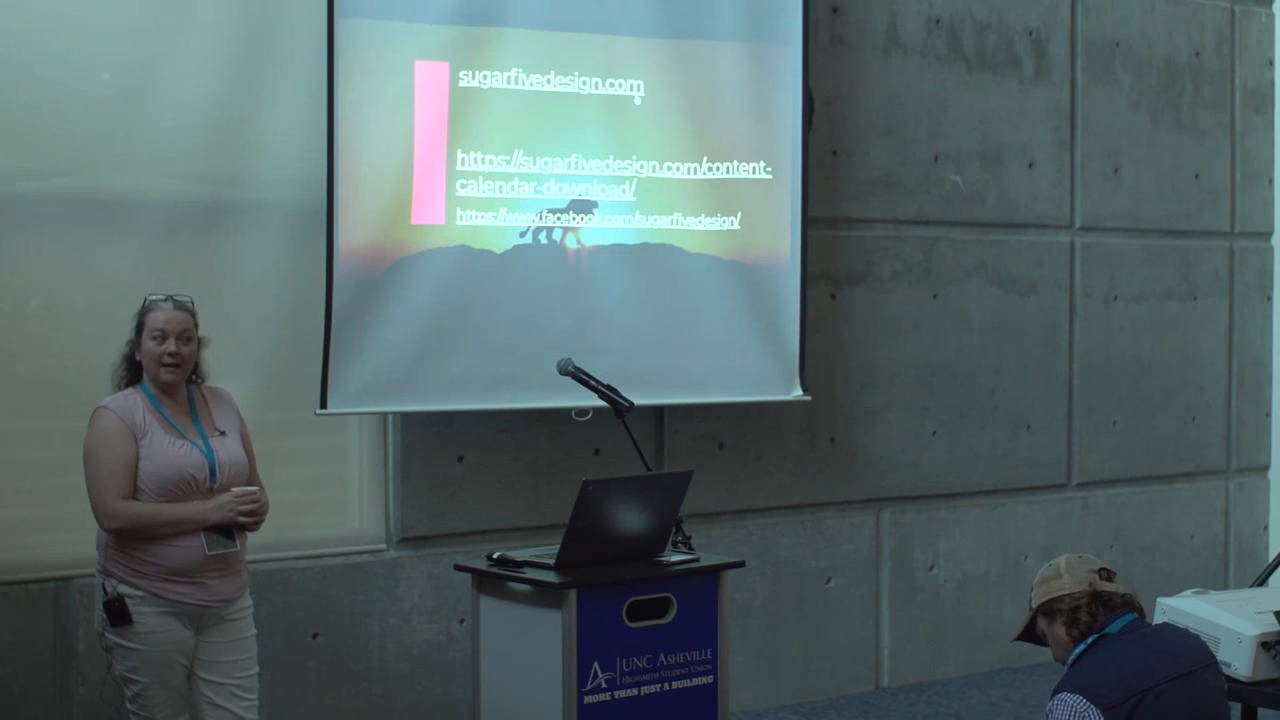 sugarfivedesign.com
https://sugarfivedesign.com/content-
calendar-download/
https://www.facebook.com/sugarfivedesign/
UNC ASHEVILLE
HIGHSMITH STUDENT UNION
MORE THAN JUST A BUILDING